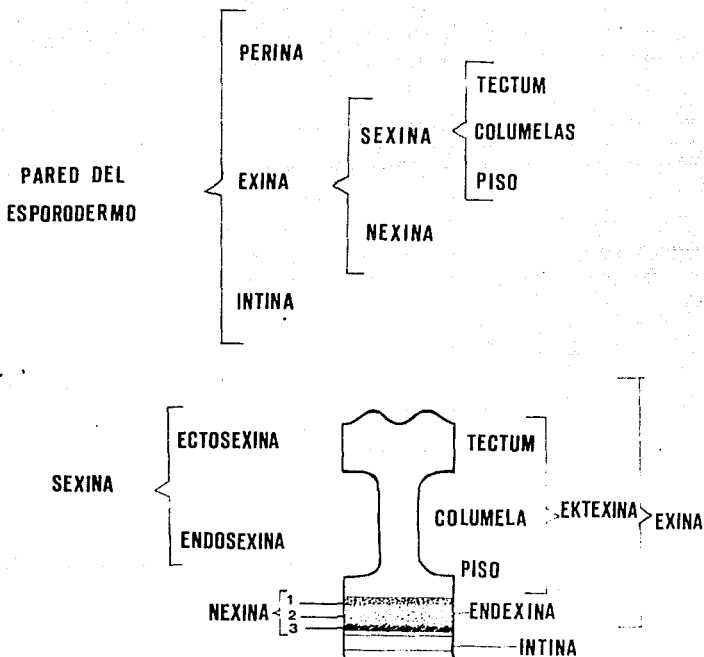 PERINA
TECTUM
SEXINA
COLUMELAS
PARED DEL
ESPORODERMO
EXINA
PISO
NEXINA
INTINA
ECTOSEXINA
TECTUM
SEXINA
COLUMELA
EKTEXINA
EXINA
ENDOSEXINA
PISO
NEXINA
1
2
3
ENDEXINA
INTINA